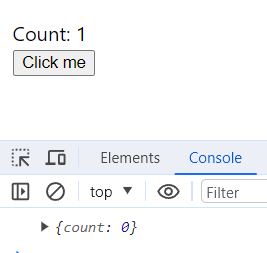 Count: 1
Click me
Elements Console
top Filter
{count: 0}